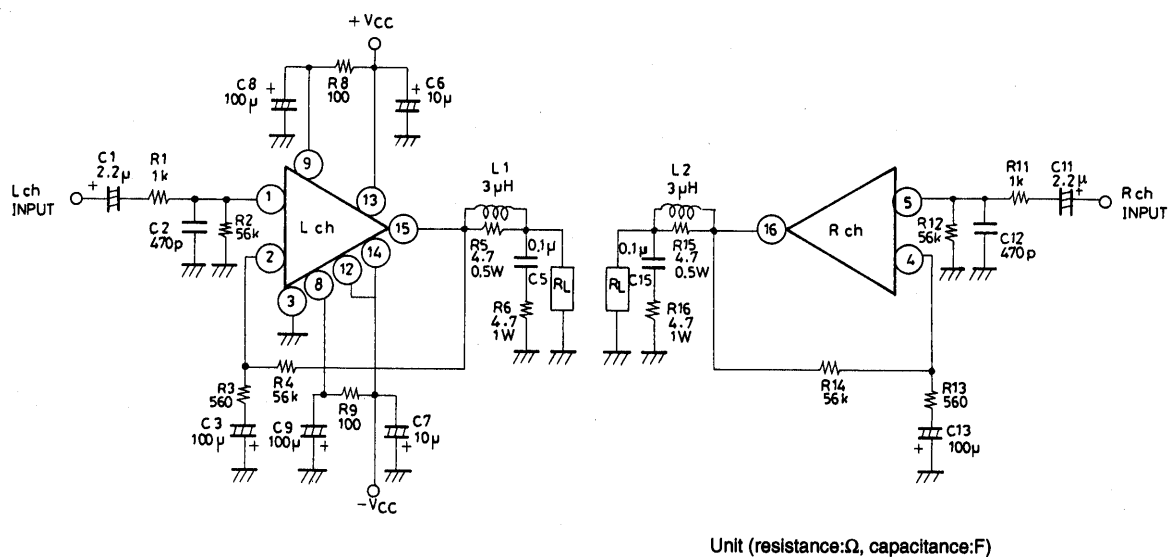 +VCC
C8
100μ
+
R8
100
+
C6
10μ
L ch
INPUT
+
C1
2.2μ
R1
1k
C2
470p
R2
56k
1
2
3
9
13
15
14
12
8
L ch
L1
3μH
R5
4.7
0.5W
0.1μ
C5
R6
4.7
1W
RL
R3
560
R4
56k
C3
100μ
+
C9
100μ
+
R9
100
C7
10μ
+
-VCC
L2
3μH
0.1μ
C15
R15
4.7
0.5W
R16
4.7
1W
RL
16
R ch
5
4
R11
1k
C11
2.2μ
+
R12
56k
C12
470p
R ch
INPUT
R14
56k
R13
560
C13
100μ
+
Unit (resistance:Ω, capacitance:F)